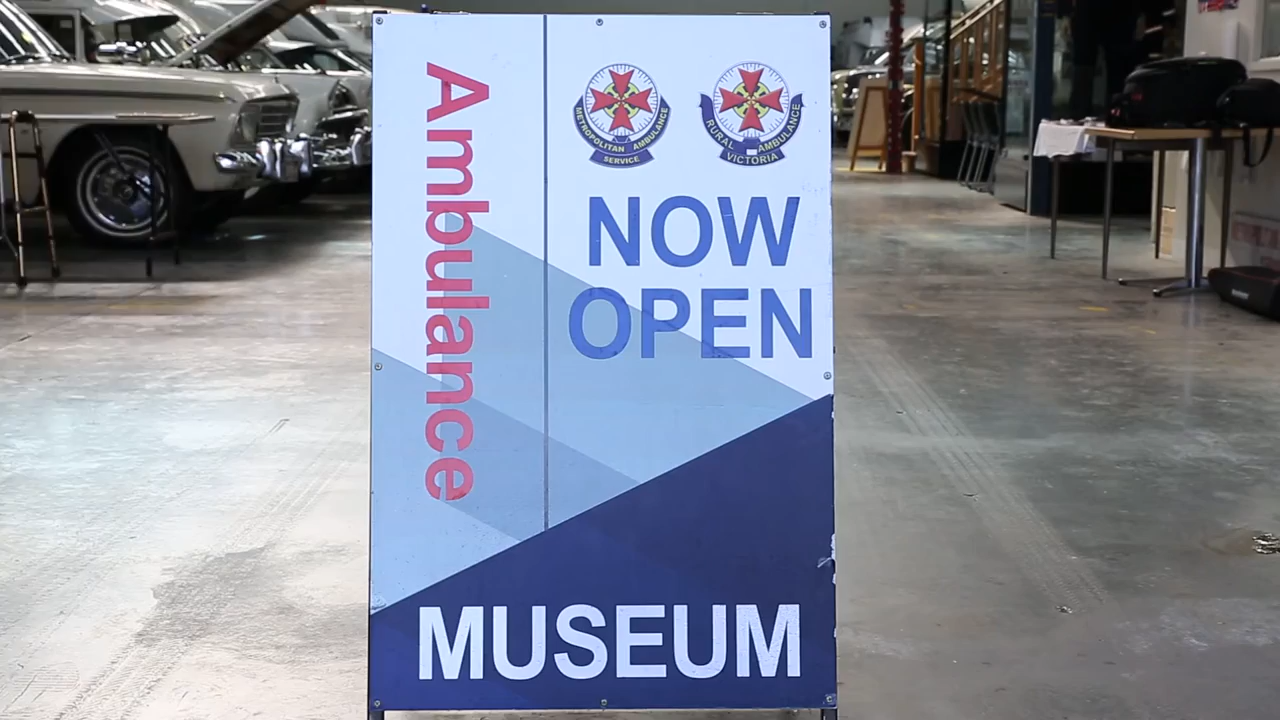 Ambulance
METROPOLITAN AMBULANCE
SERVICE
RURAL AMBULANCE
VICTORIA
NOW
OPEN
MUSEUM